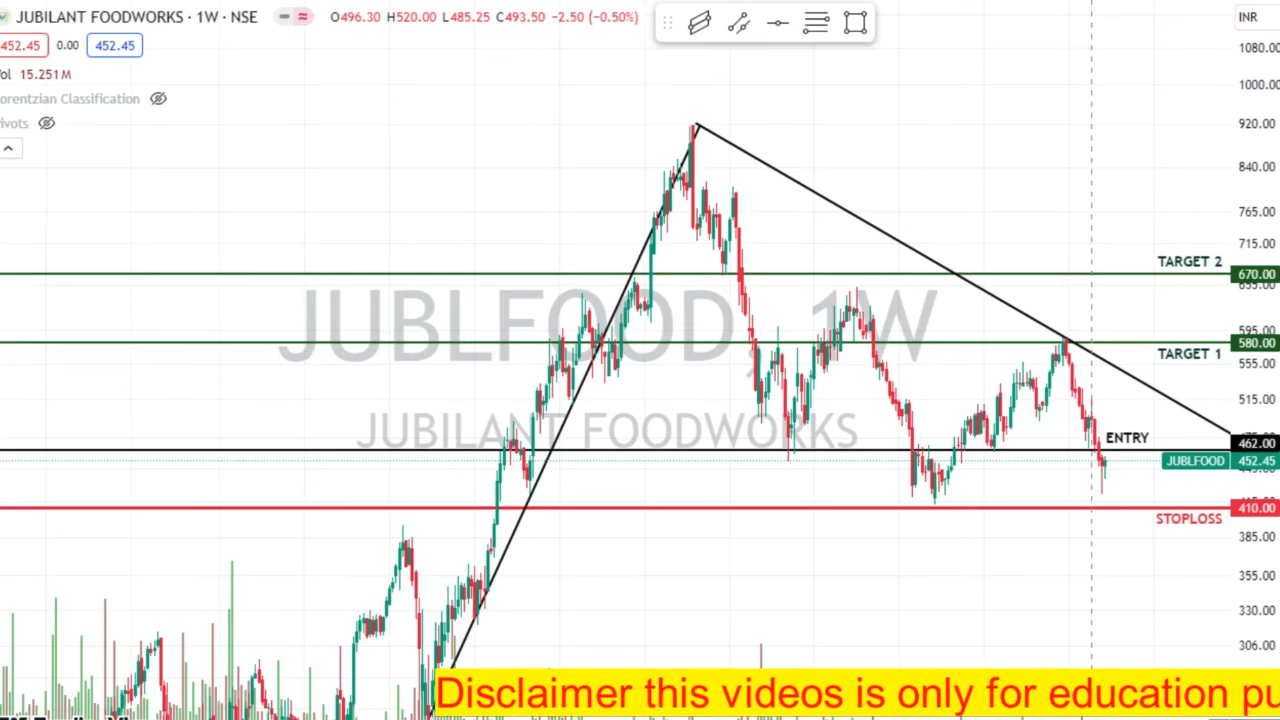 JUBILANT FOODWORKS · 1W · NSE
O496.30 H520.00 L485.25 C493.50 -2.50 (-0.50%)
INR
452.45 0.00 452.45
Vol 15.251M
orentzian Classification
ivots
1080.00
1000.00
920.00
840.00
765.00
715.00
TARGET 2
670.00
JUBLFOOD, 1W
595.00
580.00
TARGET 1
555.00
515.00
JUBILANT FOODWORKS
ENTRY
462.00
JUBLFOOD 452.45
410.00
STOPLOSS
385.00
355.00
330.00
306.00
Disclaimer this videos is only for education pu